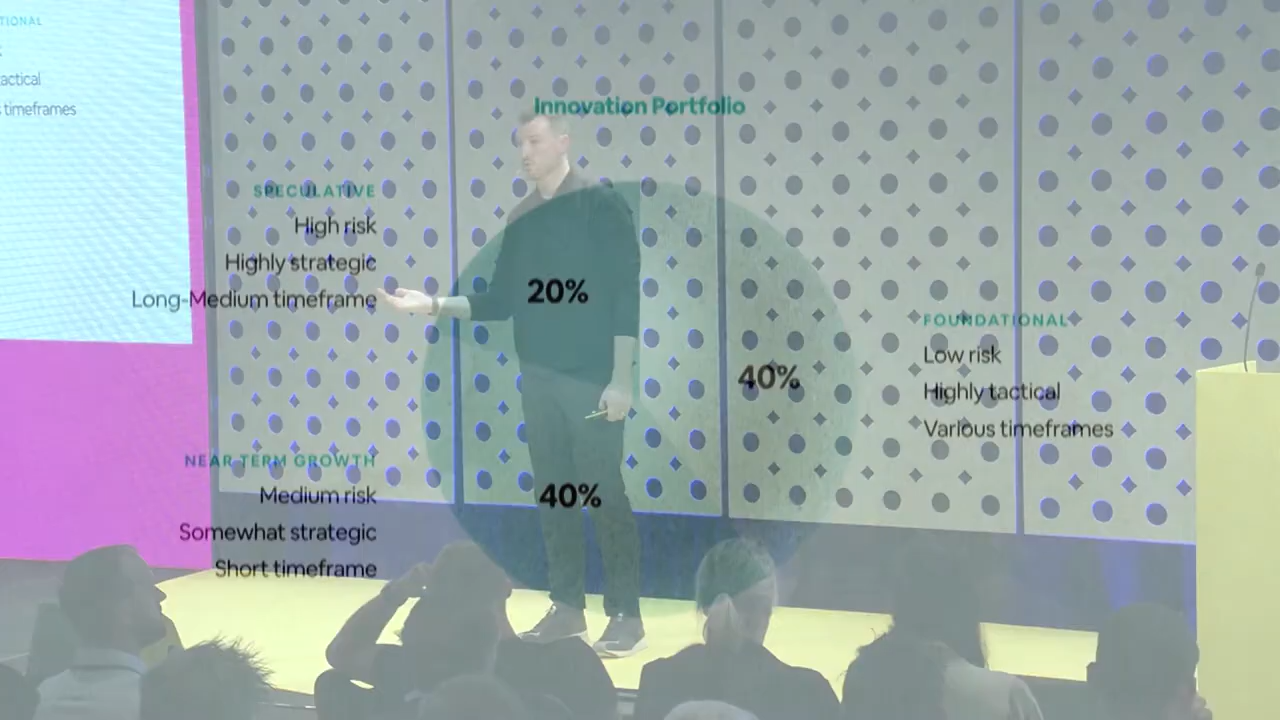 TIONAL
tactical
s timeframes
Innovation Portfolio
SPECULATIVE
High risk
Highly strategic
Long-Medium timeframe
20%
40%
FOUNDATIONAL
Low risk
Highly tactical
Various timeframes
NEAR TERM GROWTH
Medium risk
Somewhat strategic
Short timeframe
40%